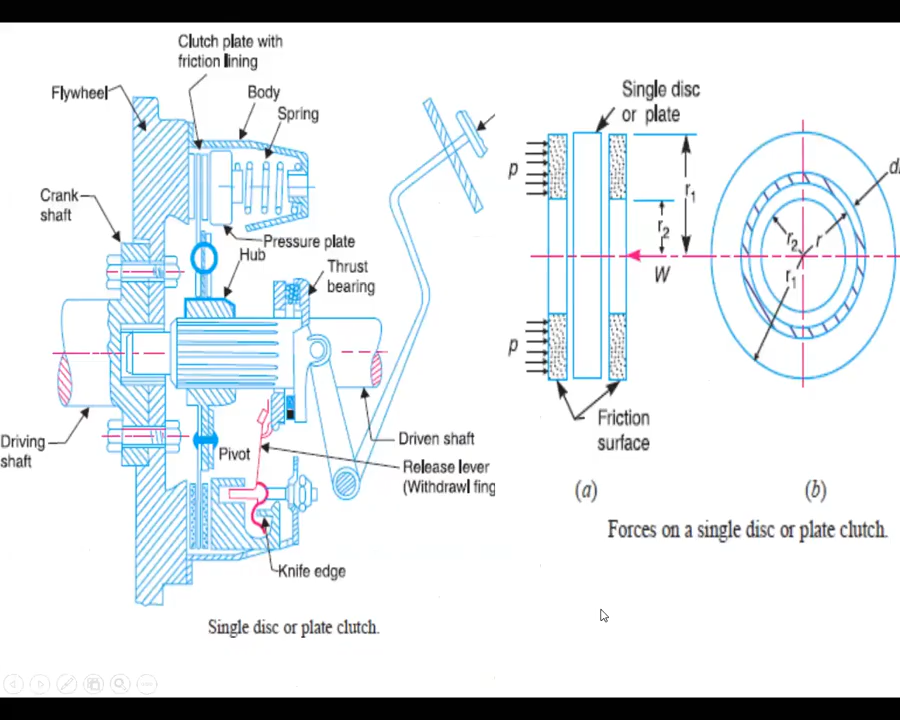 Clutch plate with
friction lining
Flywheel
Body
Spring
Crank
shaft
Pressure plate
Hub
Thrust
bearing
Driving
shaft
Pivot
Driven shaft
Release lever
(Withdrawl fing
Knife edge
Single disc or plate clutch.
Single disc
or plate
p
r1
r2
W
p
Friction
surface
(a)
r2
r
r1
(b)
Forces on a single disc or plate clutch.